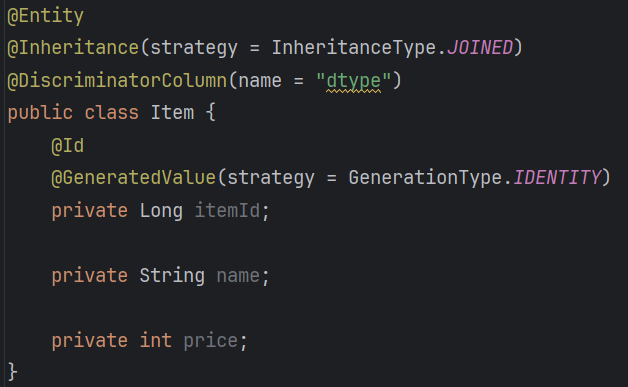 @Entity
@Inheritance(strategy = InheritanceType.JOINED)
@DiscriminatorColumn(name = "dtype")
public class Item {
@Id
@GeneratedValue(strategy = GenerationType.IDENTITY)
private Long itemId;
private String name;
private int price;
}